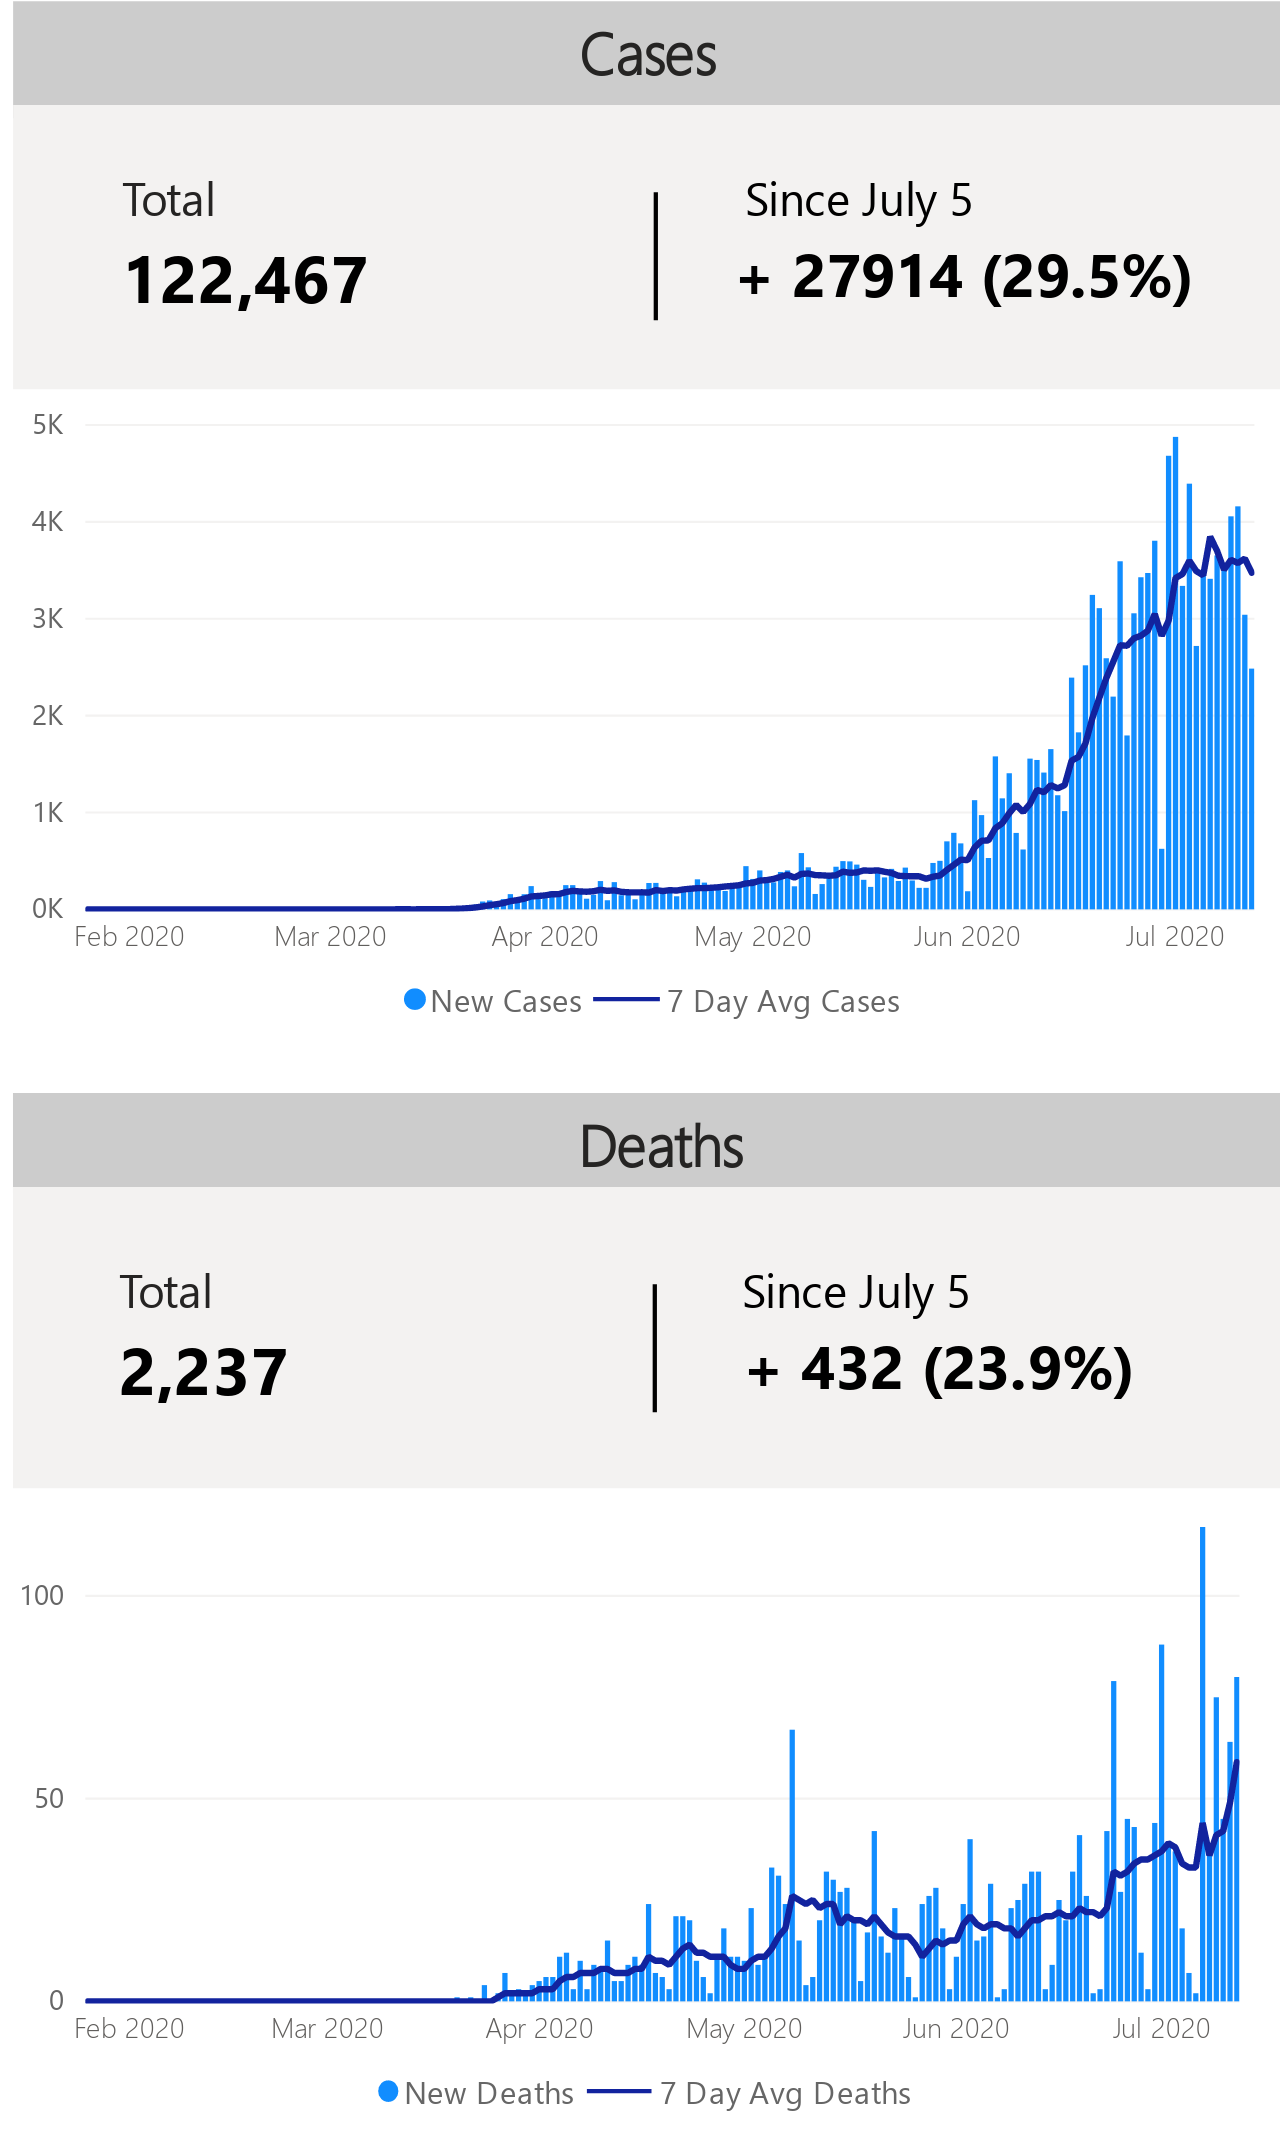 Cases
Total
Since July 5
122,467
+ 27914 (29.5%)
5K
4K
3K
2K
1K
0K
Feb 2020
Mar 2020
Apr 2020
May 2020
Jun 2020
Jul 2020
New Cases
7 Day Avg Cases
Deaths
Total
Since July 5
2,237
+ 432 (23.9%)
100
50
0
Feb 2020
Mar 2020
Apr 2020
May 2020
Jun 2020
Jul 2020
New Deaths
7 Day Avg Deaths